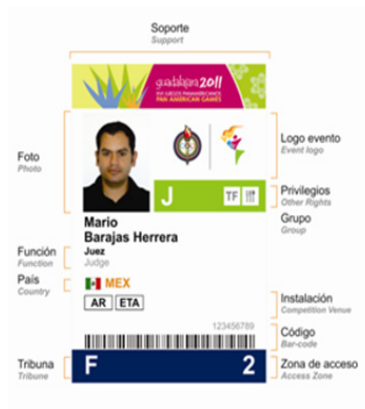 Soporte
Support
guadalajara 2011
XVI JUEGOS PANAMERICANOS
PAN AMERICAN GAMES
Foto
Photo
Logo evento
Event logo
J
TF
Privilegios
Other Rights
Grupo
Group
Mario
Barajas Herrera
Juez
Judge
Función
Function
País
Country
MEX
AR ETA
Instalación
Competition Venue
123456789
Código
Bar-code
Tribuna
Tribune
F 2
Zona de acceso
Access Zone